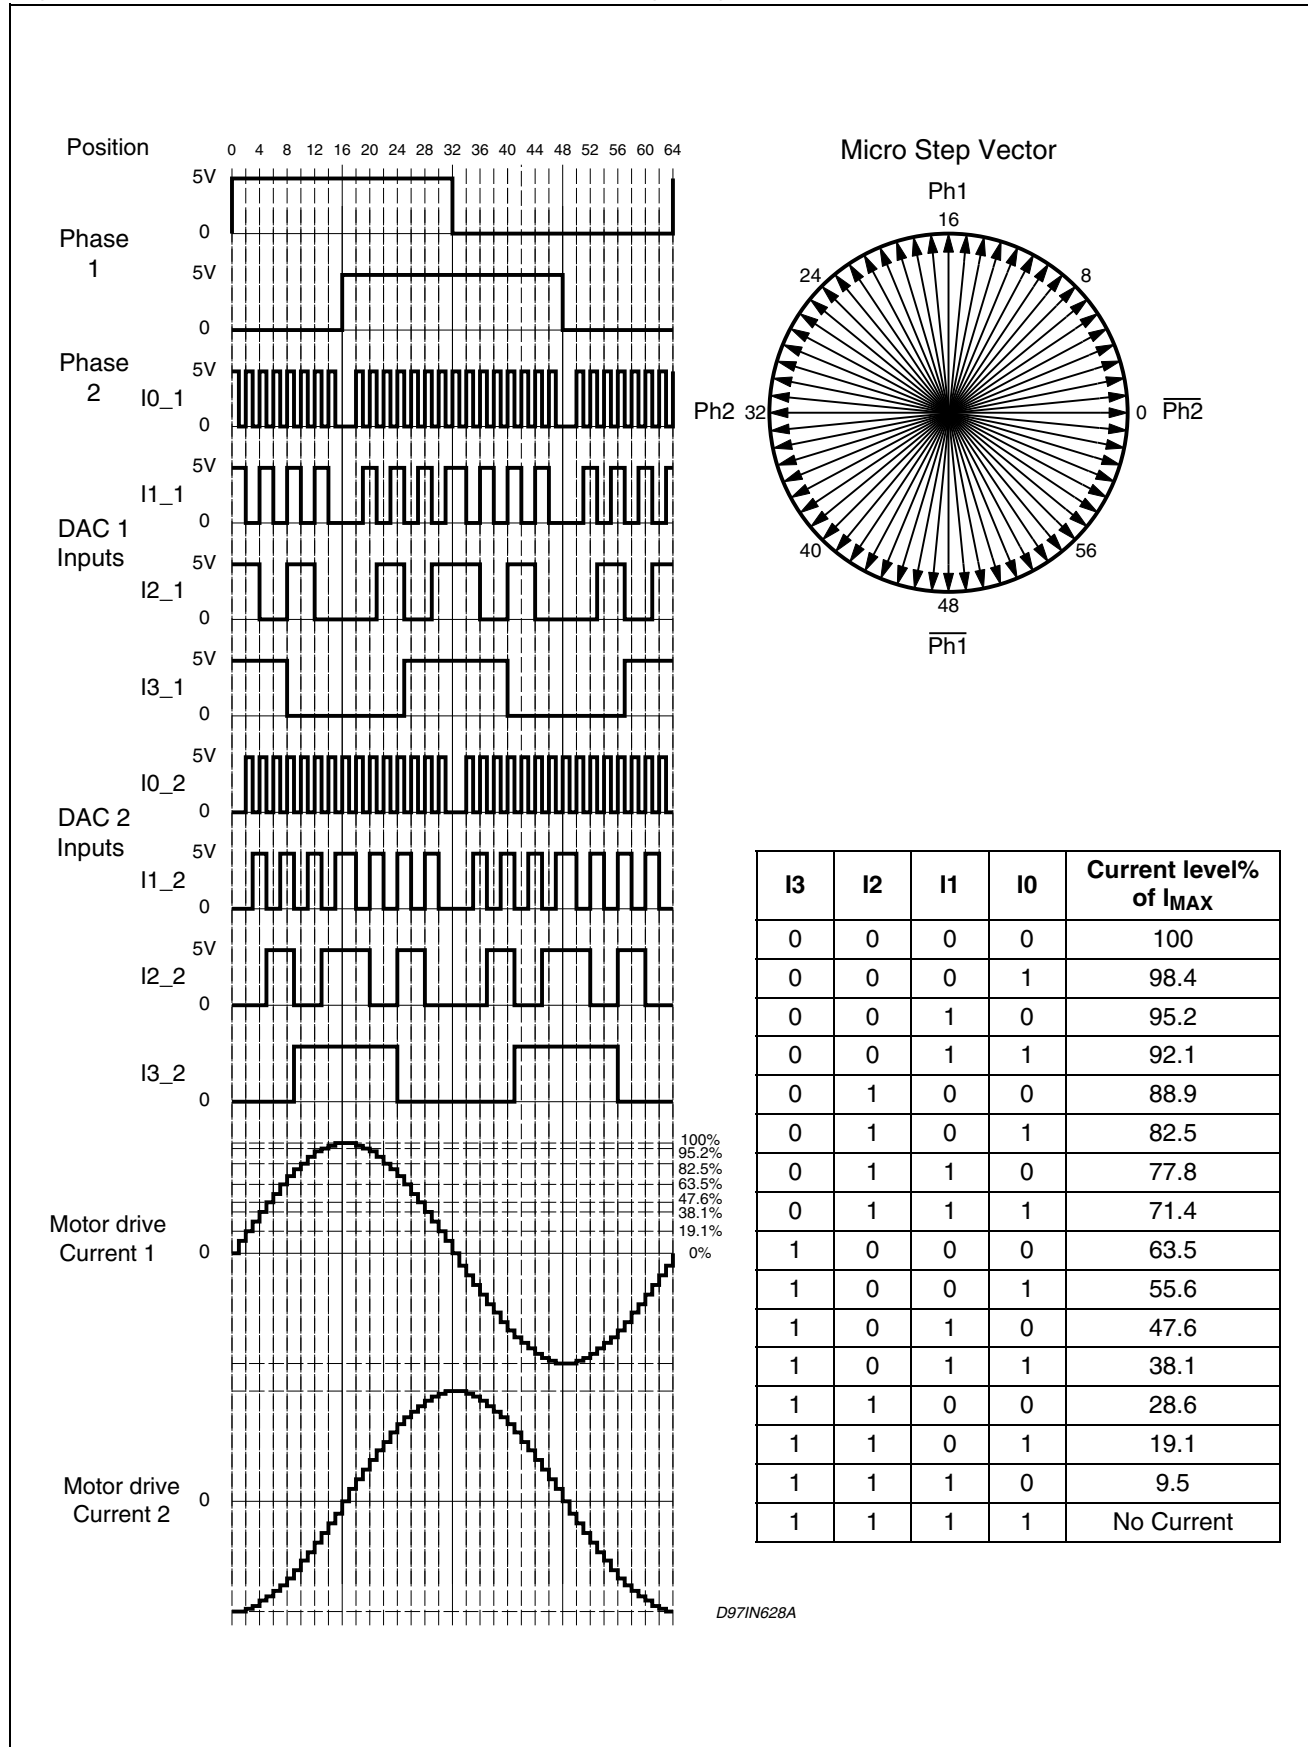 Position
0 4 8 12 16 20 24 28 32 36 40 44 48 52 56 60 64
5V
0
Phase
1
5V
0
Phase
2
I0_1
5V
0
I1_1
5V
0
DAC 1
Inputs
I2_1
5V
0
I3_1
5V
0
I0_2
5V
0
DAC 2
Inputs
I1_2
5V
0
I2_2
5V
0
I3_2
5V
0
Motor drive
Current 1
0
100%
95.2%
82.5%
63.5%
47.6%
38.1%
19.1%
0%
Motor drive
Current 2
0
Micro Step Vector
Ph1
16
24
8
Ph2 32
0 Ph2
40
56
48
Ph1
I3 I2 I1 I0 Current level%
of IMAX
0 0 0 0 100
0 0 0 1 98.4
0 0 1 0 95.2
0 0 1 1 92.1
0 1 0 0 88.9
0 1 0 1 82.5
0 1 1 0 77.8
0 1 1 1 71.4
1 0 0 0 63.5
1 0 0 1 55.6
1 0 1 0 47.6
1 0 1 1 38.1
1 1 0 0 28.6
1 1 0 1 19.1
1 1 1 0 9.5
1 1 1 1 No Current
D97IN628A